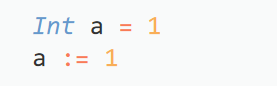 Int a = 1
a := 1